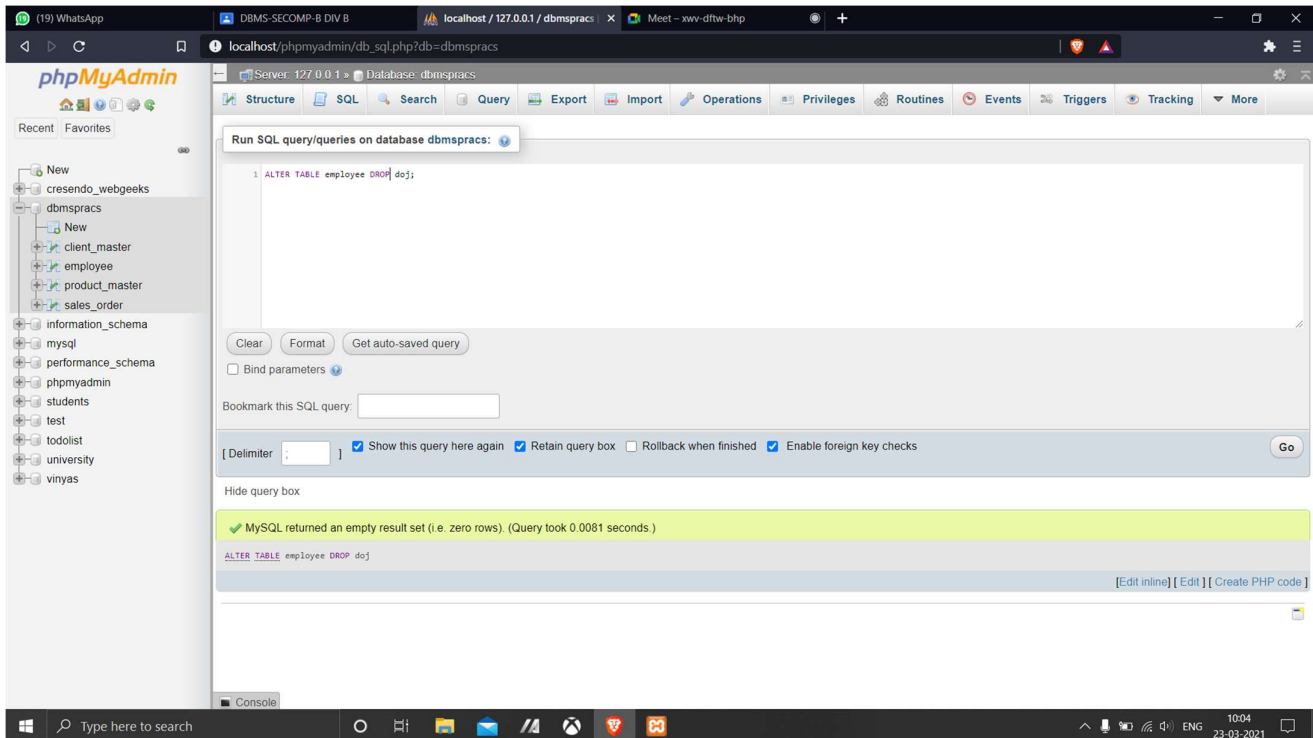 (19) WhatsApp
DBMS-SECOMP-B DIV B
localhost / 127.0.0.1 / dbmspracs |
Meet – xwv-dftw-bhp
localhost/phpmyadmin/db_sql.php?db=dbmspracs
phpMyAdmin
Recent Favorites
New
cresendo_webgeeks
dbmspracs
New
client_master
employee
product_master
sales_order
information_schema
mysql
performance_schema
phpmyadmin
students
test
todolist
university
vinyas
Server: 127.0.0.1 » Database: dbmspracs
Structure SQL Search Query Export Import Operations Privileges Routines Events Triggers Tracking More
Run SQL query/queries on database dbmspracs:
1 ALTER TABLE employee DROP doj;
Clear Format Get auto-saved query
Bind parameters
Bookmark this SQL query:
[ Delimiter ; ] Show this query here again Retain query box Rollback when finished Enable foreign key checks Go
Hide query box
MySQL returned an empty result set (i.e. zero rows). (Query took 0.0081 seconds.)
ALTER TABLE employee DROP doj
[Edit inline] [ Edit ] [ Create PHP code ]
Console
Type here to search
ENG
10:04
23-03-2021